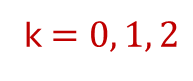 k = 0, 1, 2